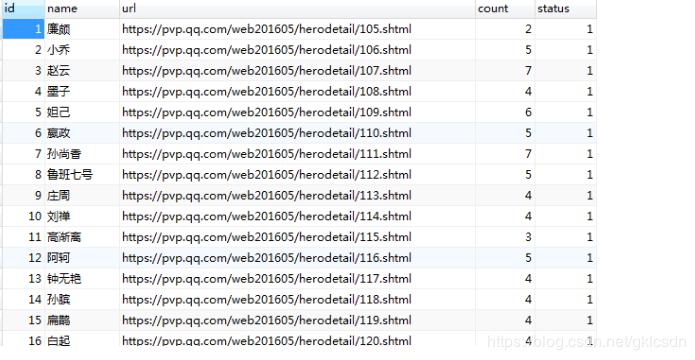 id name url count status
1 廉颇 https://pvp.qq.com/web201605/herodetail/105.shtml 2 1
2 小乔 https://pvp.qq.com/web201605/herodetail/106.shtml 5 1
3 赵云 https://pvp.qq.com/web201605/herodetail/107.shtml 7 1
4 墨子 https://pvp.qq.com/web201605/herodetail/108.shtml 4 1
5 妲己 https://pvp.qq.com/web201605/herodetail/109.shtml 6 1
6 嬴政 https://pvp.qq.com/web201605/herodetail/110.shtml 5 1
7 孙尚香 https://pvp.qq.com/web201605/herodetail/111.shtml 7 1
8 鲁班七号 https://pvp.qq.com/web201605/herodetail/112.shtml 5 1
9 庄周 https://pvp.qq.com/web201605/herodetail/113.shtml 4 1
10 刘禅 https://pvp.qq.com/web201605/herodetail/114.shtml 4 1
11 高渐离 https://pvp.qq.com/web201605/herodetail/115.shtml 3 1
12 阿轲 https://pvp.qq.com/web201605/herodetail/116.shtml 5 1
13 钟无艳 https://pvp.qq.com/web201605/herodetail/117.shtml 4 1
14 孙膑 https://pvp.qq.com/web201605/herodetail/118.shtml 4 1
15 扁鹊 https://pvp.qq.com/web201605/herodetail/119.shtml 4 1
16 白起 https://pvp.qq.com/web201605/herodetail/120.shtml 4 1
https://blog.csdn.net/gklcsdn